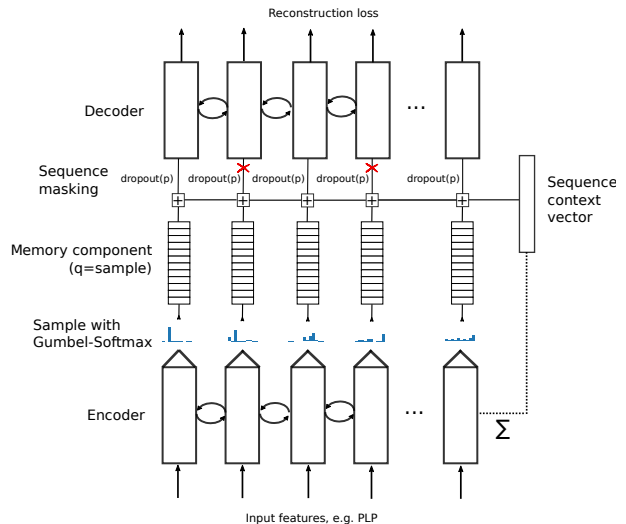 Reconstruction loss
Decoder
...
Sequence
masking
dropout(p) dropout(p) dropout(p) dropout(p) dropout(p)
+ + + + +
Sequence
context
vector
Memory component
(q=sample)
Sample with
Gumbel-Softmax
Encoder
...
Σ
Input features, e.g. PLP